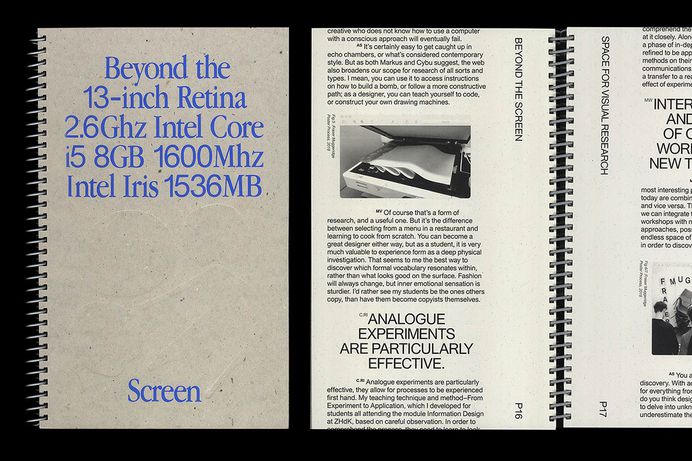 Beyond the
13-inch Retina
2.6Ghz Intel Core
i5 8GB 1600Mhz
Intel Iris 1536MB
Screen
creative who does not know how to use a computer
with a conscious approach will eventually fail.
AS It's certainly easy to get caught up in
echo chambers, or what's considered contemporary
style. But as both Markus and Cybu suggest, the web
also broadens our scope for research of all sorts and
types. I mean, you can use it to access instructions
on how to build a bomb, or follow a more constructive
path; as a designer, you can teach yourself to code,
or construct your own drawing machines.
MV Of course that's a form of
research, and a useful one. But it's the difference
between selecting from a menu in a restaurant and
learning to cook from scratch. You can become a
great designer either way, but as a student, it is very
much valuable to experience form as a deep physical
investigation. That seems to me the best way to
discover which formal vocabulary resonates within,
rather than what looks good on the surface. Fashion
will always change, but inner emotional sensation is
sturdier. I'd rather see my students be the ones others
copy, than have them become copyists themselves.
ANALOGUE
EXPERIMENTS
ARE PARTICULARLY
EFFECTIVE.
Analogue experiments are particularly
effective, they allow for processes to be experienced
first hand. My teaching method and method–From
Experiment to Application, which I developed for
students all attending the module Information Design
at ZHdK, based on careful observation. In order to
BEYOND THE SCREEN
P16
SPACE FOR VISUAL RESEARCH
P17
comprehend the
at it closely. Alon
a phase of in-dep
refined to be app
methods on their
communications
a transfer to a rea
effect of experime
MW
INTER
AND
OF C
WORK
NEW T
most interesting p
today are combin
and vice versa. Th
we can integrate
workshops with n
approaches, poss
endless space of
in order to discov
AS You a
discovery. With a
for everything from
do you think desig
to delve into unkn
underestimate the